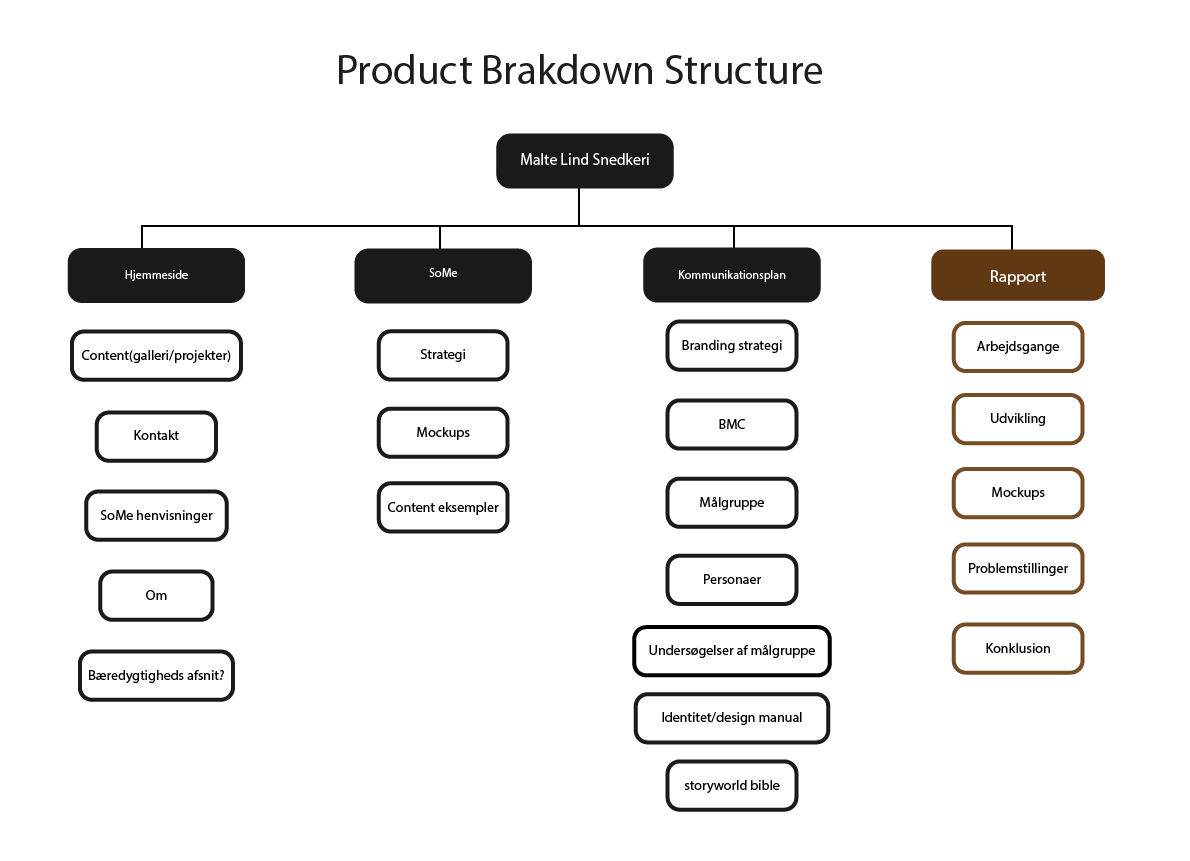 Product Brakdown Structure
Malte Lind Snedkeri
Hjemmeside
Content(galleri/projekter)
Kontakt
SoMe henvisninger
Om
Bæredygtigheds afsnit?
SoMe
Strategi
Mockups
Content eksempler
Kommunikationsplan
Branding strategi
BMC
Målgruppe
Personaer
Undersøgelser af målgruppe
Identitet/design manual
storyworld bible
Rapport
Arbejdsgange
Udvikling
Mockups
Problemstillinger
Konklusion